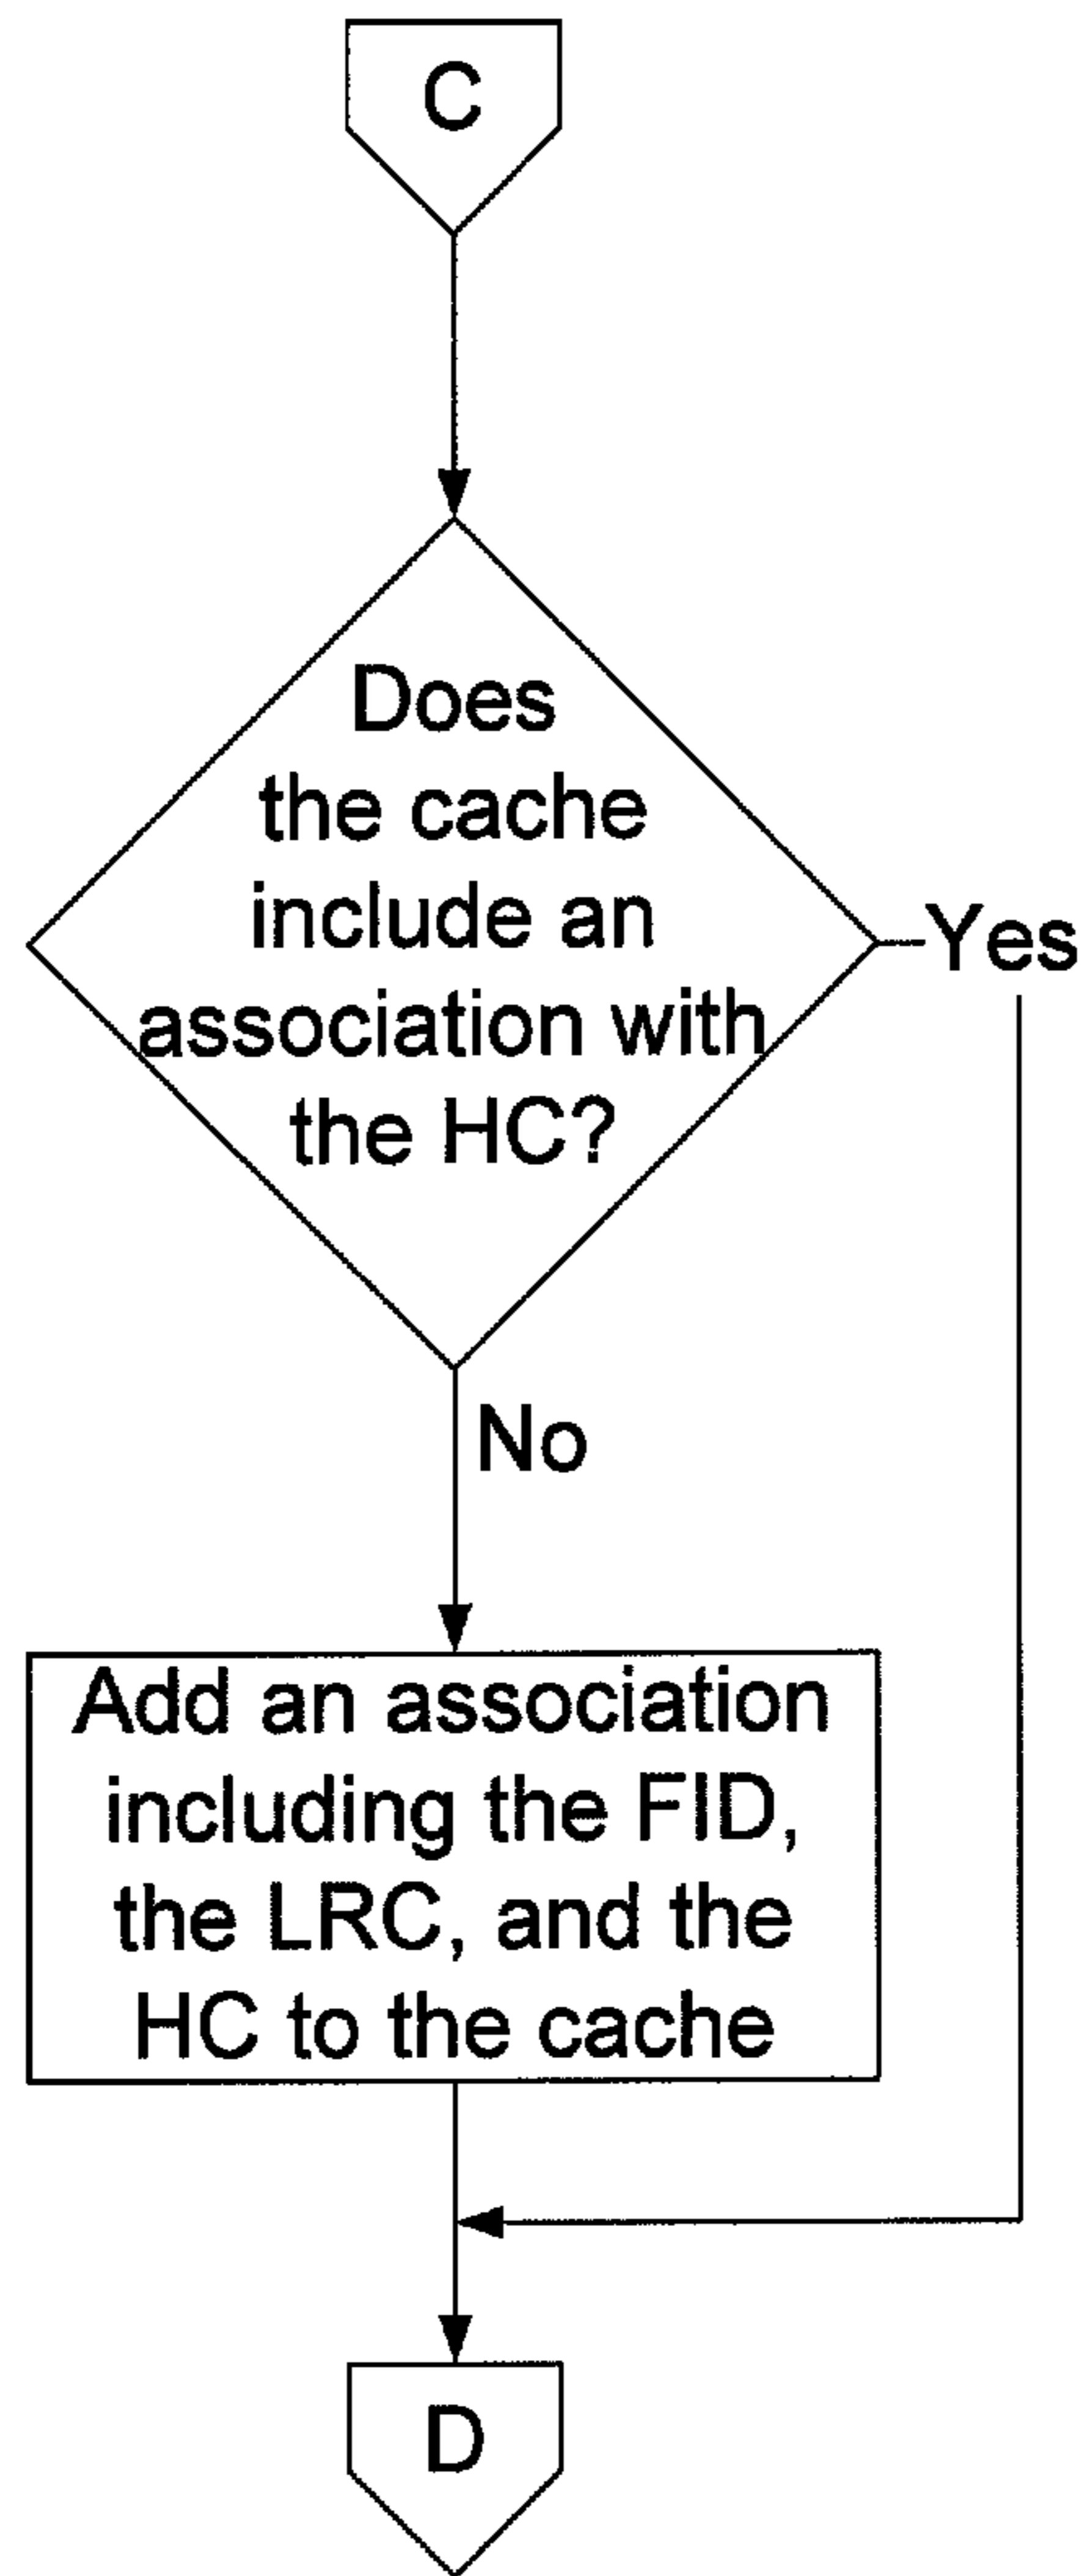 C
Does
the cache
include an
association with
the HC?
Yes
No
Add an association
including the FID,
the LRC, and the
HC to the cache
D